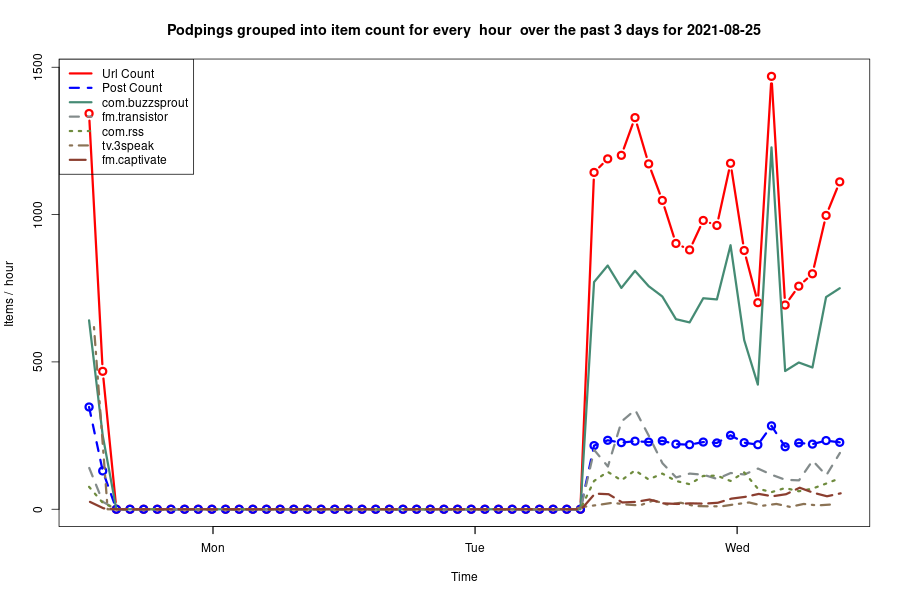 Podpings grouped into item count for every  hour  over the past 3 days for 2021-08-25
Url Count
Post Count
com.buzzsprout
fm.transistor
com.rss
tv.3speak
fm.captivate
1500
1000
500
0
Items /  hour
Mon
Tue
Wed
Time